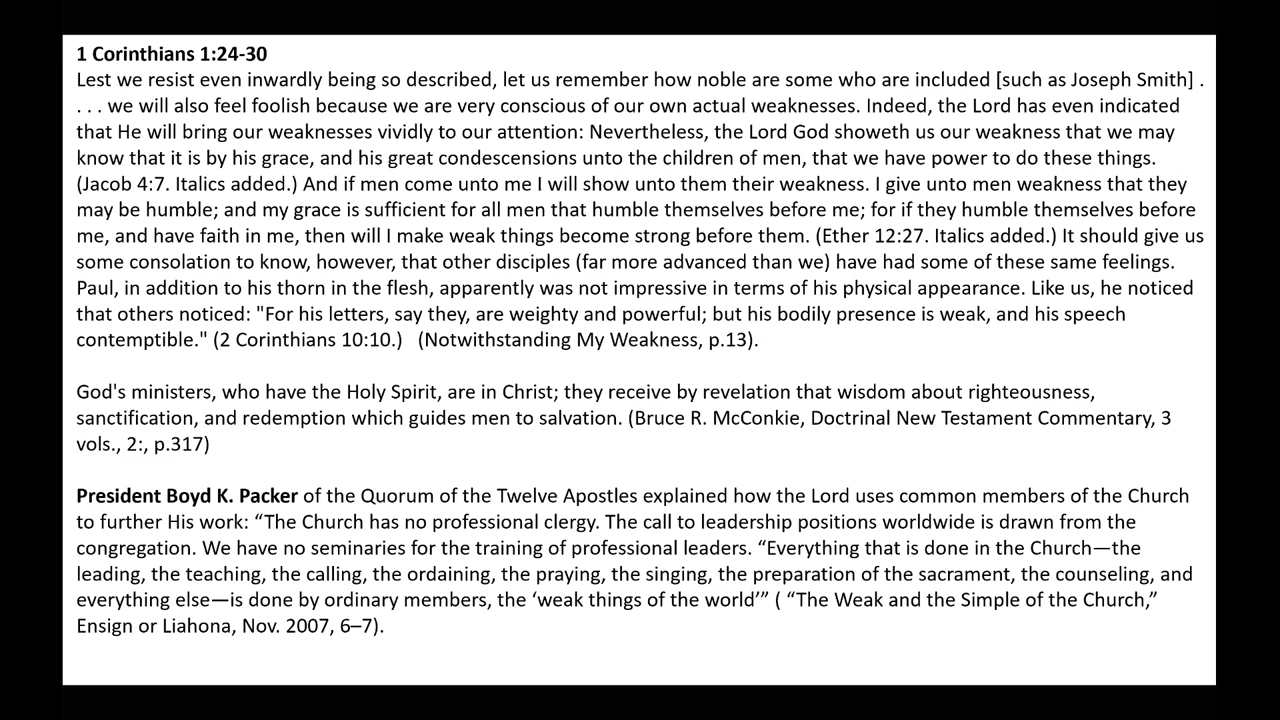 1 Corinthians 1:24-30
Lest we resist even inwardly being so described, let us remember how noble are some who are included [such as Joseph Smith] .
. . . we will also feel foolish because we are very conscious of our own actual weaknesses. Indeed, the Lord has even indicated
that He will bring our weaknesses vividly to our attention: Nevertheless, the Lord God showeth us our weakness that we may
know that it is by his grace, and his great condescensions unto the children of men, that we have power to do these things.
(Jacob 4:7. Italics added.) And if men come unto me I will show unto them their weakness. I give unto men weakness that they
may be humble; and my grace is sufficient for all men that humble themselves before me; for if they humble themselves before
me, and have faith in me, then will I make weak things become strong before them. (Ether 12:27. Italics added.) It should give us
some consolation to know, however, that other disciples (far more advanced than we) have had some of these same feelings.
Paul, in addition to his thorn in the flesh, apparently was not impressive in terms of his physical appearance. Like us, he noticed
that others noticed: "For his letters, say they, are weighty and powerful; but his bodily presence is weak, and his speech
contemptible." (2 Corinthians 10:10.)   (Notwithstanding My Weakness, p.13).
God's ministers, who have the Holy Spirit, are in Christ; they receive by revelation that wisdom about righteousness,
sanctification, and redemption which guides men to salvation. (Bruce R. McConkie, Doctrinal New Testament Commentary, 3
vols., 2:, p.317)
President Boyd K. Packer of the Quorum of the Twelve Apostles explained how the Lord uses common members of the Church
to further His work: “The Church has no professional clergy. The call to leadership positions worldwide is drawn from the
congregation. We have no seminaries for the training of professional leaders. “Everything that is done in the Church—the
leading, the teaching, the calling, the ordaining, the praying, the singing, the preparation of the sacrament, the counseling, and
everything else—is done by ordinary members, the ‘weak things of the world’” ( “The Weak and the Simple of the Church,”
Ensign or Liahona, Nov. 2007, 6–7).